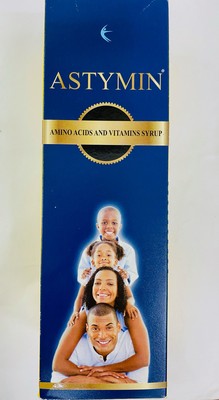 ASTYMIN®
AMINO ACIDS AND VITAMINS SYRUP